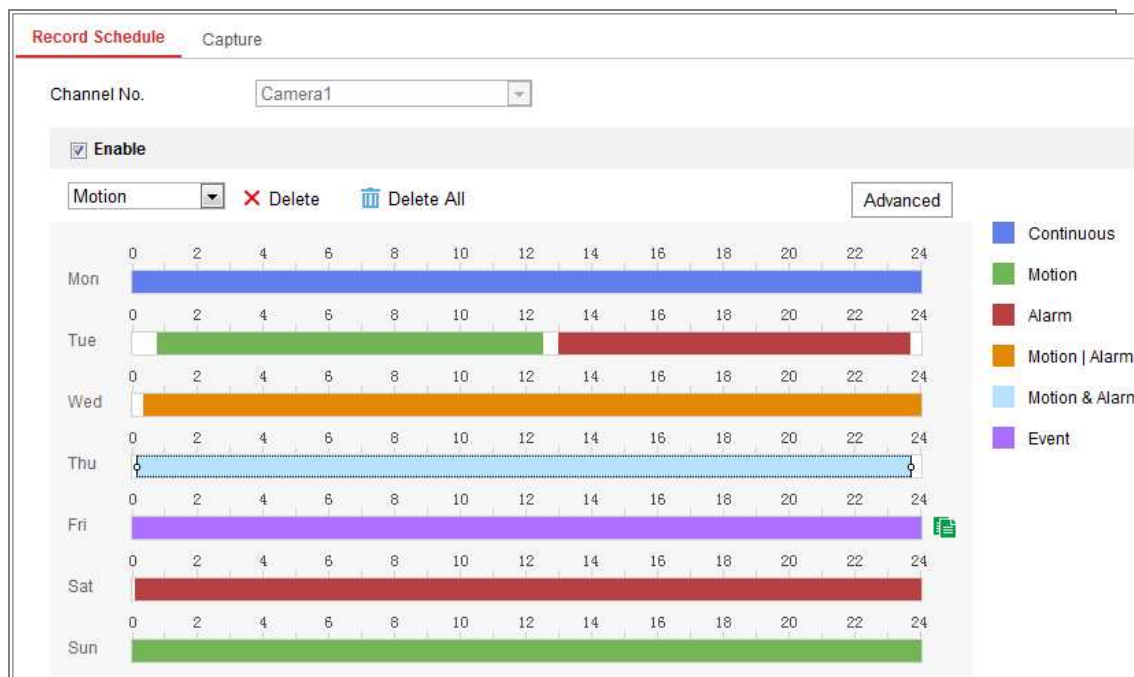 Record Schedule Capture
Channel No. Camera1
Enable
Motion Delete Delete All Advanced
Continuous
Motion
Alarm
Motion | Alarm
Motion & Alarm
Event
0 2 4 6 8 10 12 14 16 18 20 22 24
Mon
0 2 4 6 8 10 12 14 16 18 20 22 24
Tue
0 2 4 6 8 10 12 14 16 18 20 22 24
Wed
0 2 4 6 8 10 12 14 16 18 20 22 24
Thu
0 2 4 6 8 10 12 14 16 18 20 22 24
Fri
0 2 4 6 8 10 12 14 16 18 20 22 24
Sat
0 2 4 6 8 10 12 14 16 18 20 22 24
Sun